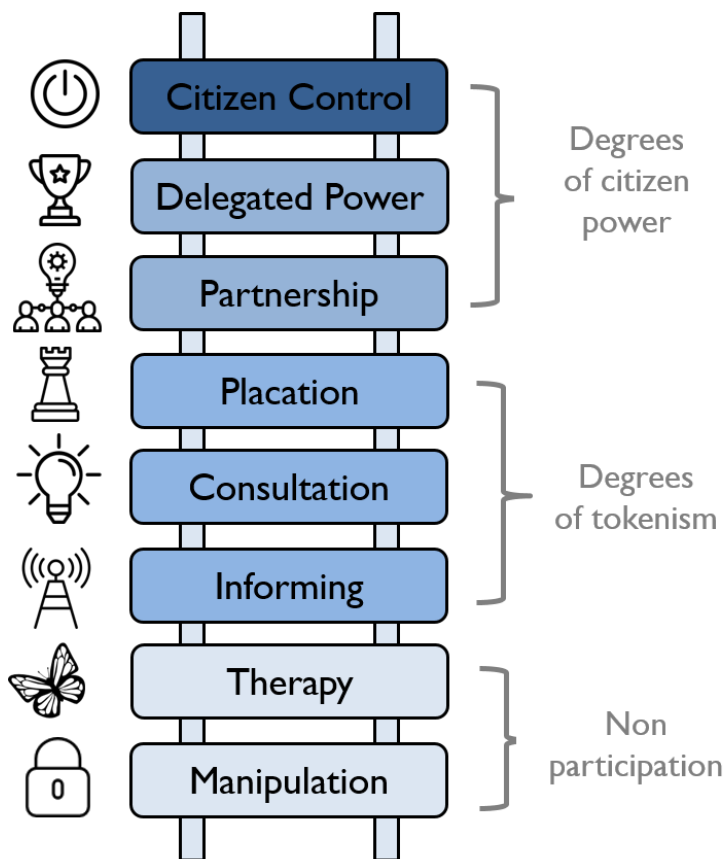 Citizen Control
Delegated Power
Partnership
Degrees
of citizen
power
Placation
Consultation
Informing
Degrees
of tokenism
Therapy
Manipulation
Non
participation